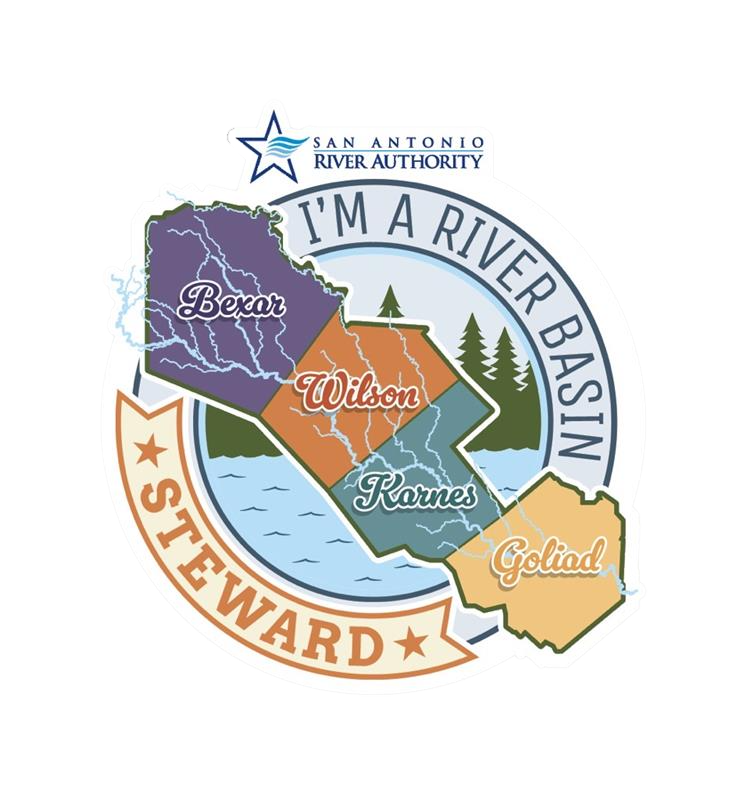 SAN ANTONIO
RIVER AUTHORITY
I'M A RIVER BASIN
Bexar
Wilson
Karnes
Goliad
STEWARD